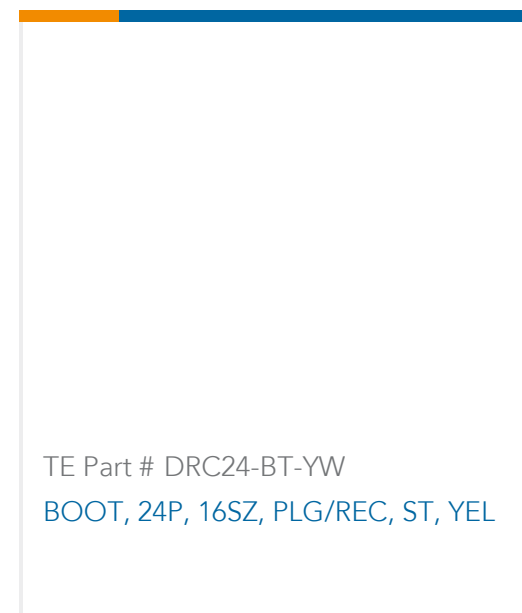 TE Part # DRC24-BT-YW
BOOT, 24P, 16SZ, PLG/REC, ST, YEL